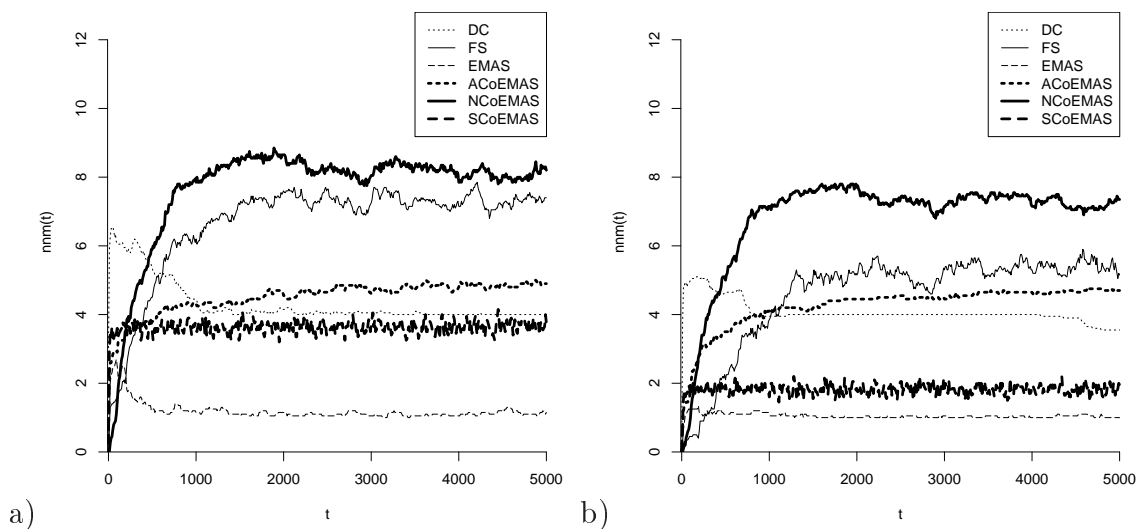 12
10
8
6
4
2
0
nnm(t)
DC
FS
EMAS
ACoEMAS
NCoEMAS
SCoEMAS
0 1000 2000 3000 4000 5000
t
a)
12
10
8
6
4
2
0
nnm(t)
DC
FS
EMAS
ACoEMAS
NCoEMAS
SCoEMAS
0 1000 2000 3000 4000 5000
t
b)